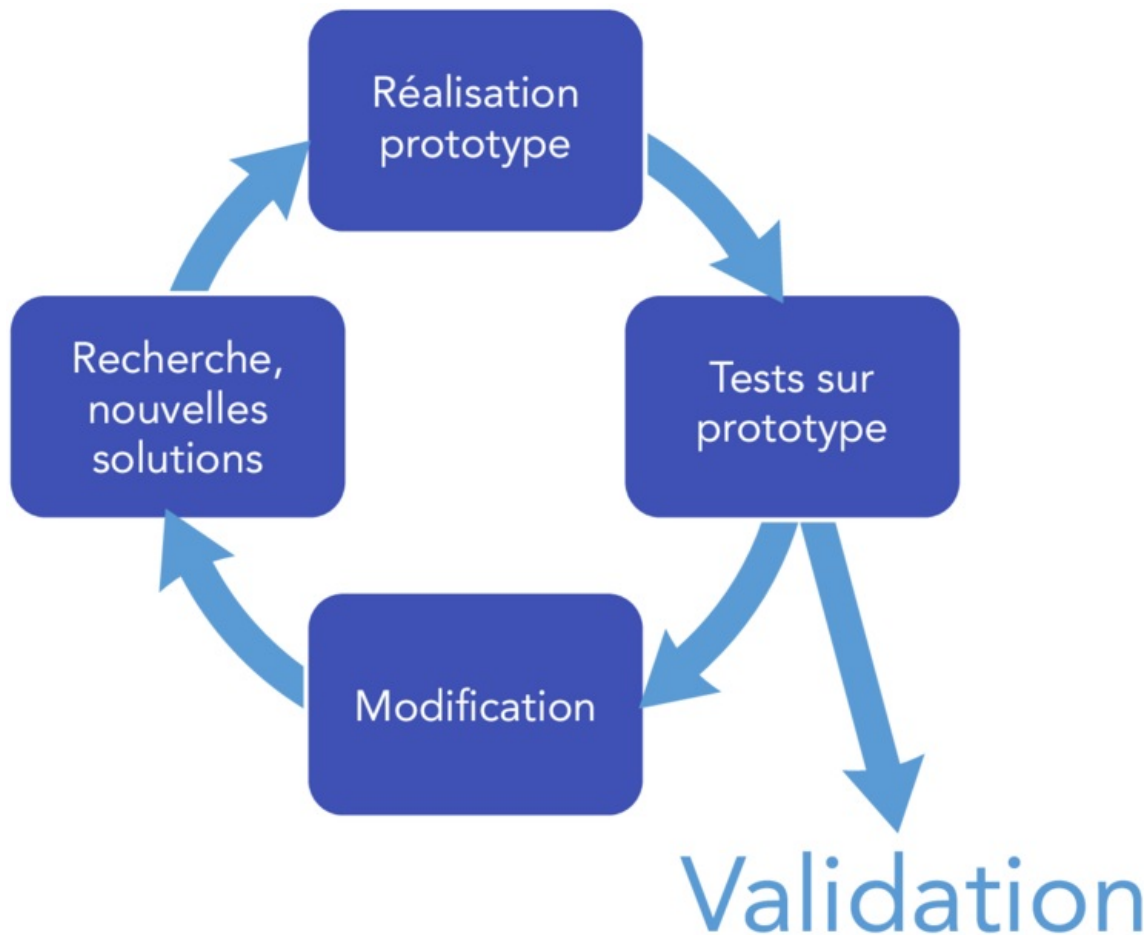 Réalisation
prototype
Tests sur
prototype
Modification
Recherche,
nouvelles
solutions
Validation